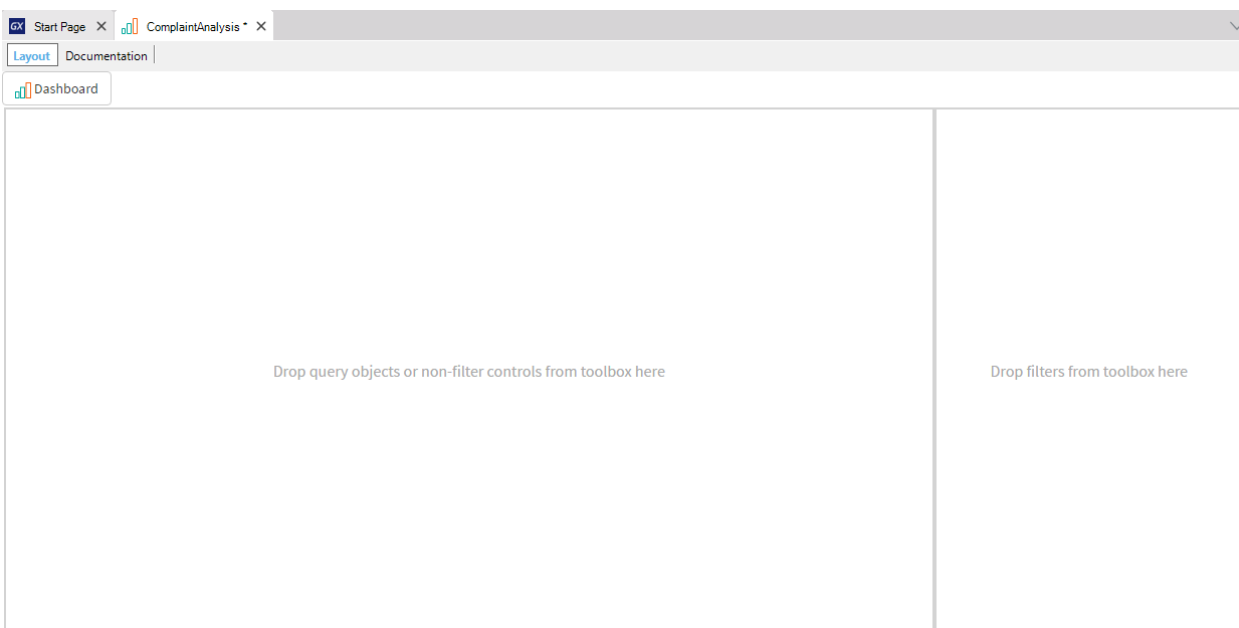 GX Start Page ComplaintAnalysis *
Layout Documentation
Dashboard
Drop query objects or non-filter controls from toolbox here
Drop filters from toolbox here